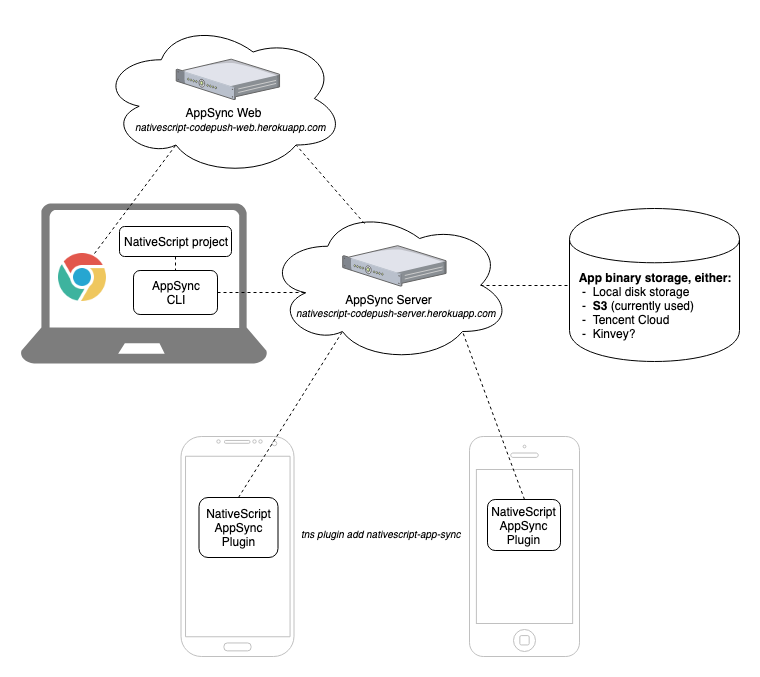 AppSync Web
nativescript-codepush-web.herokuapp.com
NativeScript project
AppSync
CLI
AppSync Server
nativescript-codepush-server.herokuapp.com
App binary storage, either:
- Local disk storage
- S3 (currently used)
- Tencent Cloud
- Kinvey?
NativeScript
AppSync
Plugin
tns plugin add nativescript-app-sync
NativeScript
AppSync
Plugin